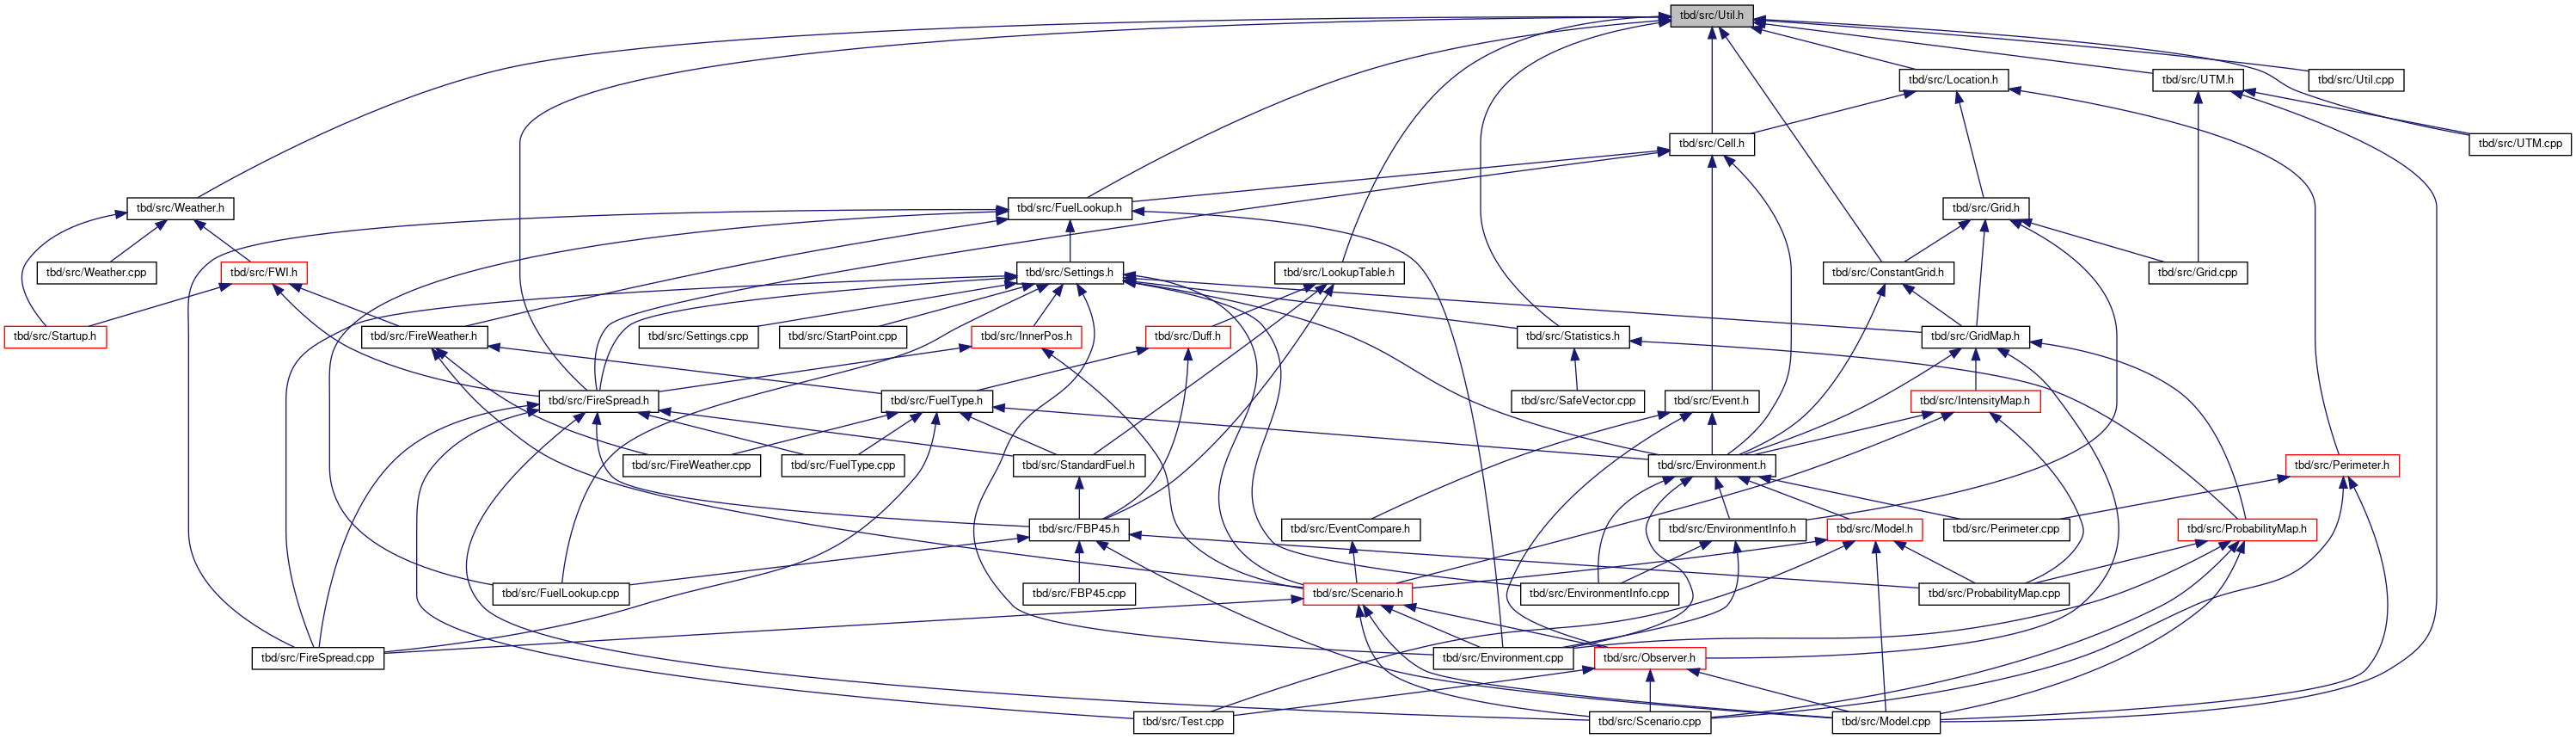 tbd/src/Util.h
tbd/src/Location.h
tbd/src/UTM.h
tbd/src/Util.cpp
tbd/src/Cell.h
tbd/src/UTM.cpp
tbd/src/Weather.h
tbd/src/FuelLookup.h
tbd/src/Grid.h
tbd/src/Weather.cpp
tbd/src/FWI.h
tbd/src/Settings.h
tbd/src/LookupTable.h
tbd/src/ConstantGrid.h
tbd/src/Grid.cpp
tbd/src/Startup.h
tbd/src/FireWeather.h
tbd/src/Settings.cpp
tbd/src/StartPoint.cpp
tbd/src/InnerPos.h
tbd/src/Duff.h
tbd/src/Statistics.h
tbd/src/GridMap.h
tbd/src/FireSpread.h
tbd/src/FuelType.h
tbd/src/SafeVector.cpp
tbd/src/Event.h
tbd/src/IntensityMap.h
tbd/src/FireWeather.cpp
tbd/src/FuelType.cpp
tbd/src/StandardFuel.h
tbd/src/Environment.h
tbd/src/Perimeter.h
tbd/src/FBP45.h
tbd/src/EventCompare.h
tbd/src/EnvironmentInfo.h
tbd/src/Model.h
tbd/src/Perimeter.cpp
tbd/src/ProbabilityMap.h
tbd/src/FuelLookup.cpp
tbd/src/FBP45.cpp
tbd/src/Scenario.h
tbd/src/EnvironmentInfo.cpp
tbd/src/ProbabilityMap.cpp
tbd/src/FireSpread.cpp
tbd/src/Environment.cpp
tbd/src/Observer.h
tbd/src/Test.cpp
tbd/src/Scenario.cpp
tbd/src/Model.cpp